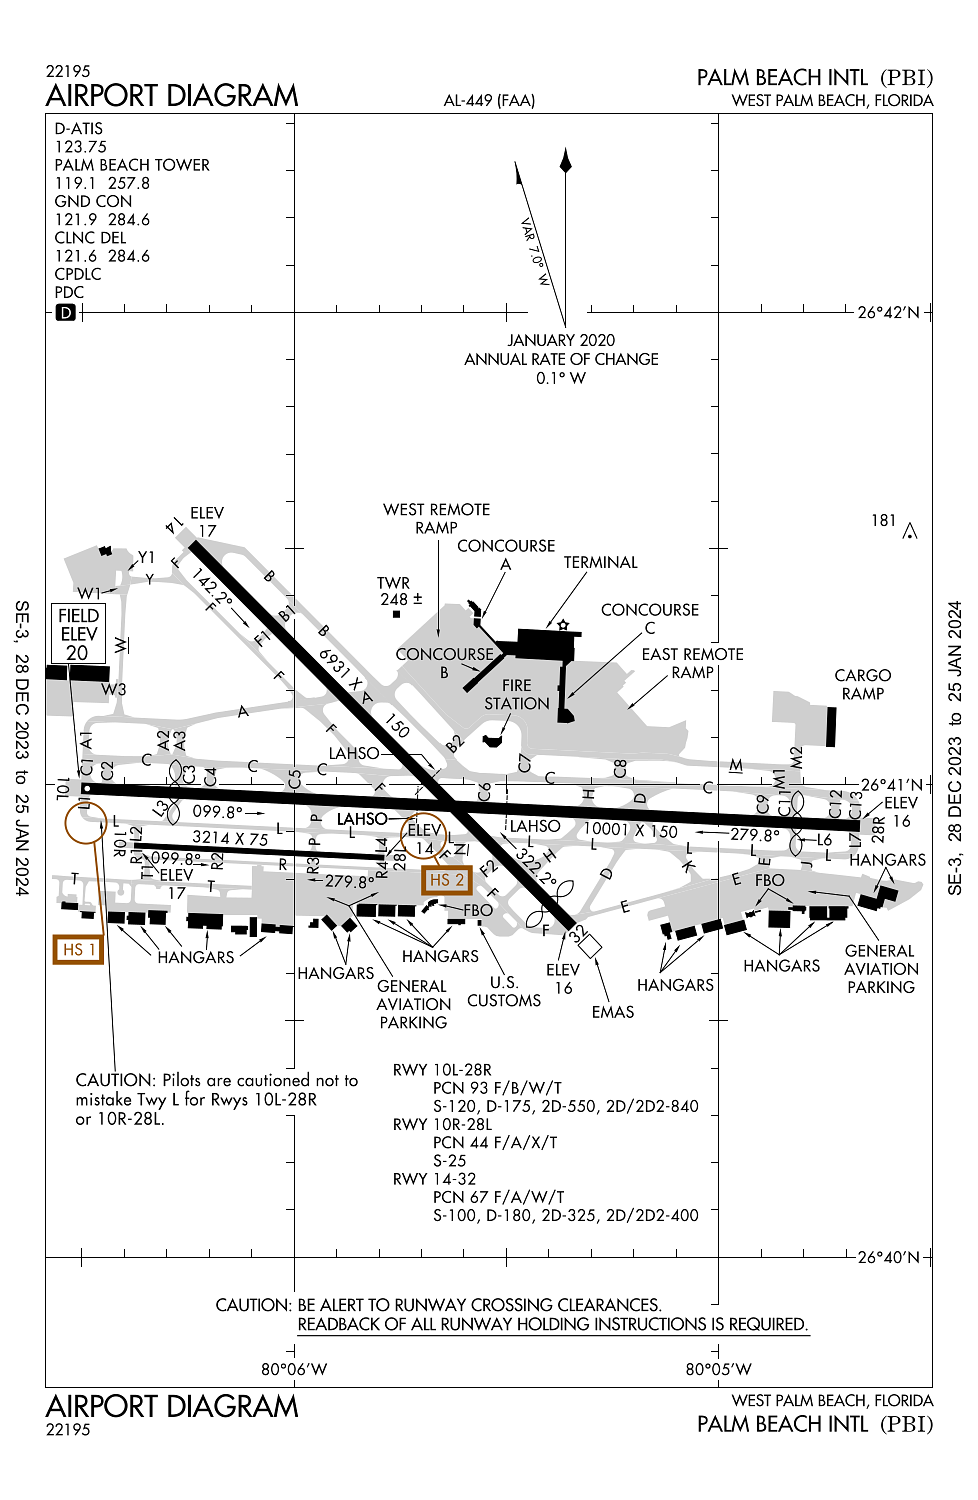 22195
AIRPORT DIAGRAM
AL-449 (FAA)
PALM BEACH INTL (PBI)
WEST PALM BEACH, FLORIDA
D-ATIS
123.75
PALM BEACH TOWER
119.1 257.8
GND CON
121.9 284.6
CLNC DEL
121.6 284.6
CPDLC
PDC
D
VAR 7.0° W
JANUARY 2020
ANNUAL RATE OF CHANGE
0.1° W
26°42'N
181
14
ELEV
17
WEST REMOTE
RAMP
CONCOURSE
A
TERMINAL
TWR
248 ±
CONCOURSE
C
CONCOURSE
B
EAST REMOTE
RAMP
FIRE
STATION
CARGO
RAMP
Y1
Y
W1
W
W3
FIELD
ELEV
20
F
142.2°
F
F1
F
F
B
B1
B
6931 X 150
A
A
B2
LAHSO
A1
A2
A3
C1
C2
C
C3
C4
C
C5
C
F
C6
C7
C
C8
C
M
M1
M2
H
D
C9
C11
C12
C13
26°41'N
10L
L1
L
L3
099.8°
L
P
P
L
LAHSO
ELEV
14
L
LAHSO
10001 X 150
279.8°
L6
L7
28R
ELEV
16
10R
R1
L2
3214 X 75
099.8°
T1
ELEV
17
R2
R
R3
279.8°
R4
L4
28L
N
F
HS 2
F2
F
322.2°
H
L
L
L
L
L
D
K
E
E
J
E
FBO
HANGARS
T
T
HS 1
HANGARS
HANGARS
GENERAL
AVIATION
PARKING
HANGARS
FBO
U.S.
CUSTOMS
F
32
ELEV
16
EMAS
HANGARS
HANGARS
GENERAL
AVIATION
PARKING
CAUTION: Pilots are cautioned not to
mistake Twy L for Rwys 10L-28R
or 10R-28L.
RWY 10L-28R
PCN 93 F/B/W/T
S-120, D-175, 2D-550, 2D/2D2-840
RWY 10R-28L
PCN 44 F/A/X/T
S-25
RWY 14-32
PCN 67 F/A/W/T
S-100, D-180, 2D-325, 2D/2D2-400
26°40'N
CAUTION: BE ALERT TO RUNWAY CROSSING CLEARANCES.
READBACK OF ALL RUNWAY HOLDING INSTRUCTIONS IS REQUIRED.
80°06'W
80°05'W
AIRPORT DIAGRAM
22195
WEST PALM BEACH, FLORIDA
PALM BEACH INTL (PBI)
SE-3, 28 DEC 2023 to 25 JAN 2024
SE-3, 28 DEC 2023 to 25 JAN 2024